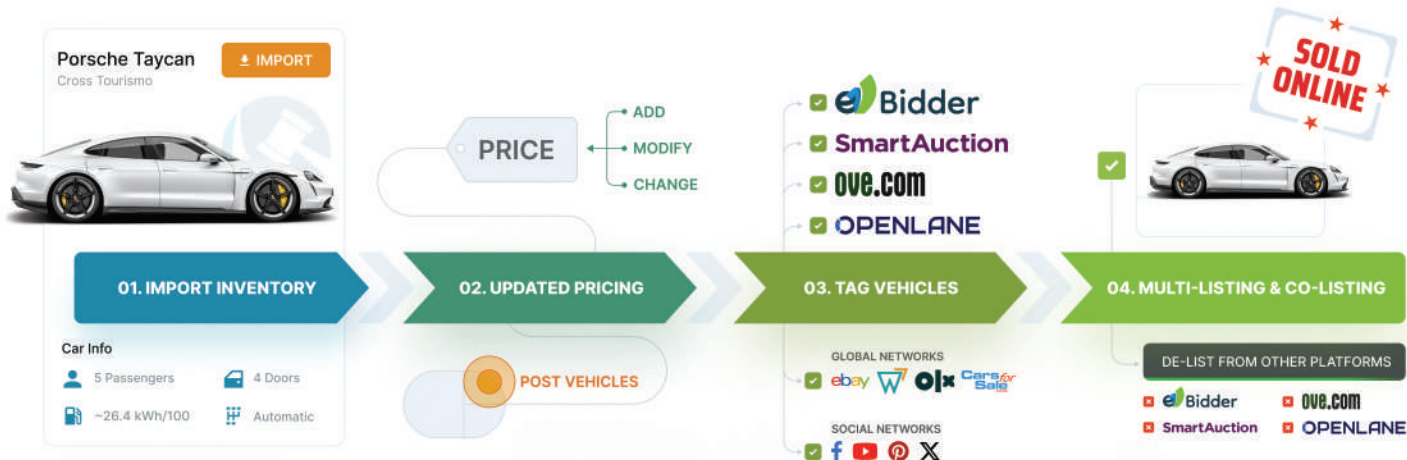 Porsche Taycan
Cross Tourismo
IMPORT
01. IMPORT INVENTORY
Car Info
5 Passengers
4 Doors
~26.4 kWh/100
Automatic
PRICE
ADD
MODIFY
CHANGE
02. UPDATED PRICING
POST VEHICLES
eBidder
SmartAuction
OVE.com
OPENLANE
03. TAG VEHICLES
GLOBAL NETWORKS
ebay
olx
Cars for
Sale
SOCIAL NETWORKS
SOLD
ONLINE
04. MULTI-LISTING & CO-LISTING
DE-LIST FROM OTHER PLATFORMS
eBidder
OVE.com
SmartAuction
OPENLANE